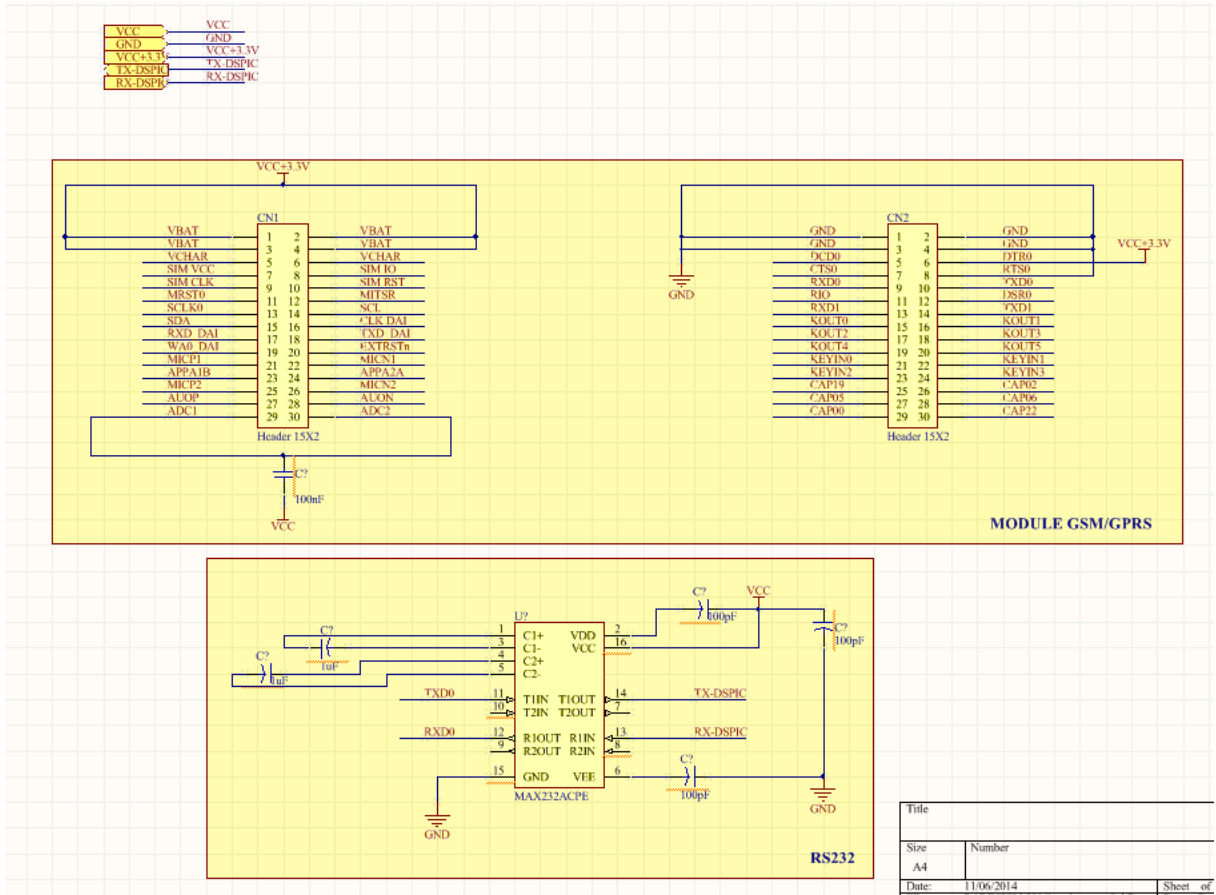 VCC VCC
GND GND
VCC+3.3V VCC+3.3V
TX-DSPIC TX-DSPIC
RX-DSPIC RX-DSPIC
VCC+3.3V
CN1
VBAT 1 2 VBAT
VBAT 3 4 VBAT
VCHAR 5 6 VCHAR
SIM VCC 7 8 SIM IO
SIM CLK 9 10 SIM RST
MRST0 11 12 MITSR
SCLK0 13 14 SCL
SDA 15 16 CLK DAI
RXD DAI 17 18 TXD DAI
WA0 DAI 19 20 EXTRSTn
MICP1 21 22 MICN1
APPA1B 23 24 APPA2A
MICP2 25 26 MICN2
AUOP 27 28 AUON
ADC1 29 30 ADC2
Header 15X2
C?
100nF
VCC
CN2
GND 1 2 GND
GND 3 4 GND
VCC+3.3V
DCD0 5 6 DTR0
CTS0 7 8 RTS0
RXD0 9 10 TXD0
RIO 11 12 DSR0
RXD1 13 14 TXD1
KOUT0 15 16 KOUT1
KOUT2 17 18 KOUT3
KOUT4 19 20 KOUT5
KEYIN0 21 22 KEYIN1
KEYIN2 23 24 KEYIN3
CAP19 25 26 CAP02
CAP05 27 28 CAP06
CAP00 29 30 CAP22
Header 15X2
GND
MODULE GSM/GPRS
C?
100pF
VCC
C?
100pF
U?
C?
1uF
C?
1uF
1 C1+ VDD 2
3 C1- VCC 16
4 C2+
5 C2-
TXD0 11 T1IN T1OUT 14 TX-DSPIC
10 T2IN T2OUT 7
RXD0 12 R1OUT R1IN 13 RX-DSPIC
9 R2OUT R2IN 8
15 GND VEE 6
MAX232ACPE
C?
100pF
GND
GND
RS232
Title
Size Number
A4
Date: 11/06/2014 Sheet of